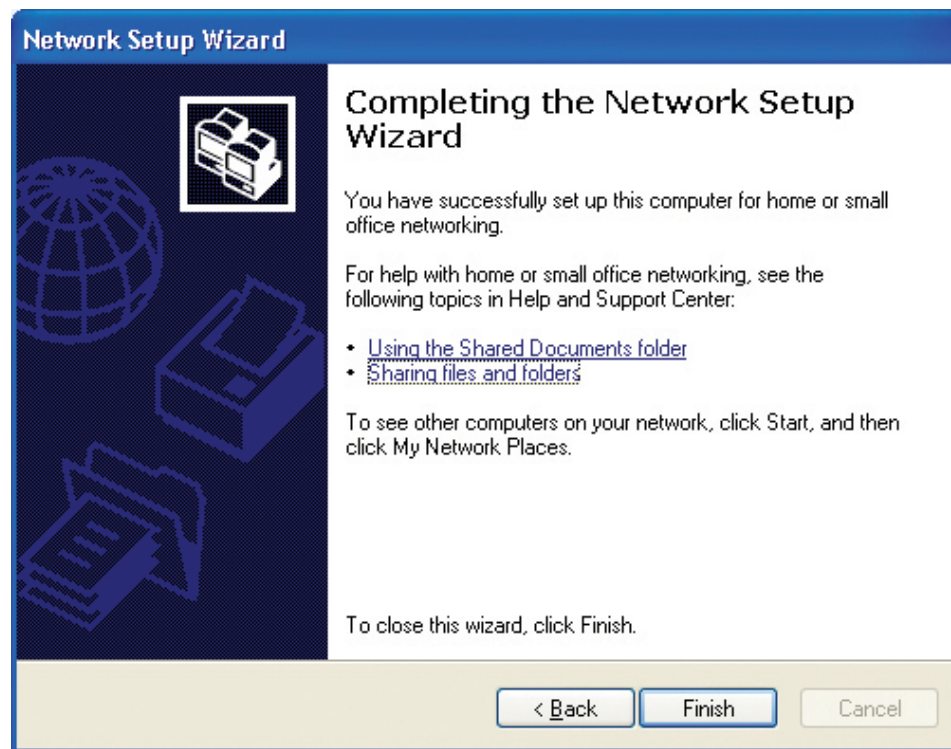 Network Setup Wizard
Completing the Network Setup
Wizard
You have successfully set up this computer for home or small
office networking.
For help with home or small office networking, see the
following topics in Help and Support Center:
• Using the Shared Documents folder
• Sharing files and folders
To see other computers on your network, click Start, and then
click My Network Places.
To close this wizard, click Finish.
< Back Finish Cancel